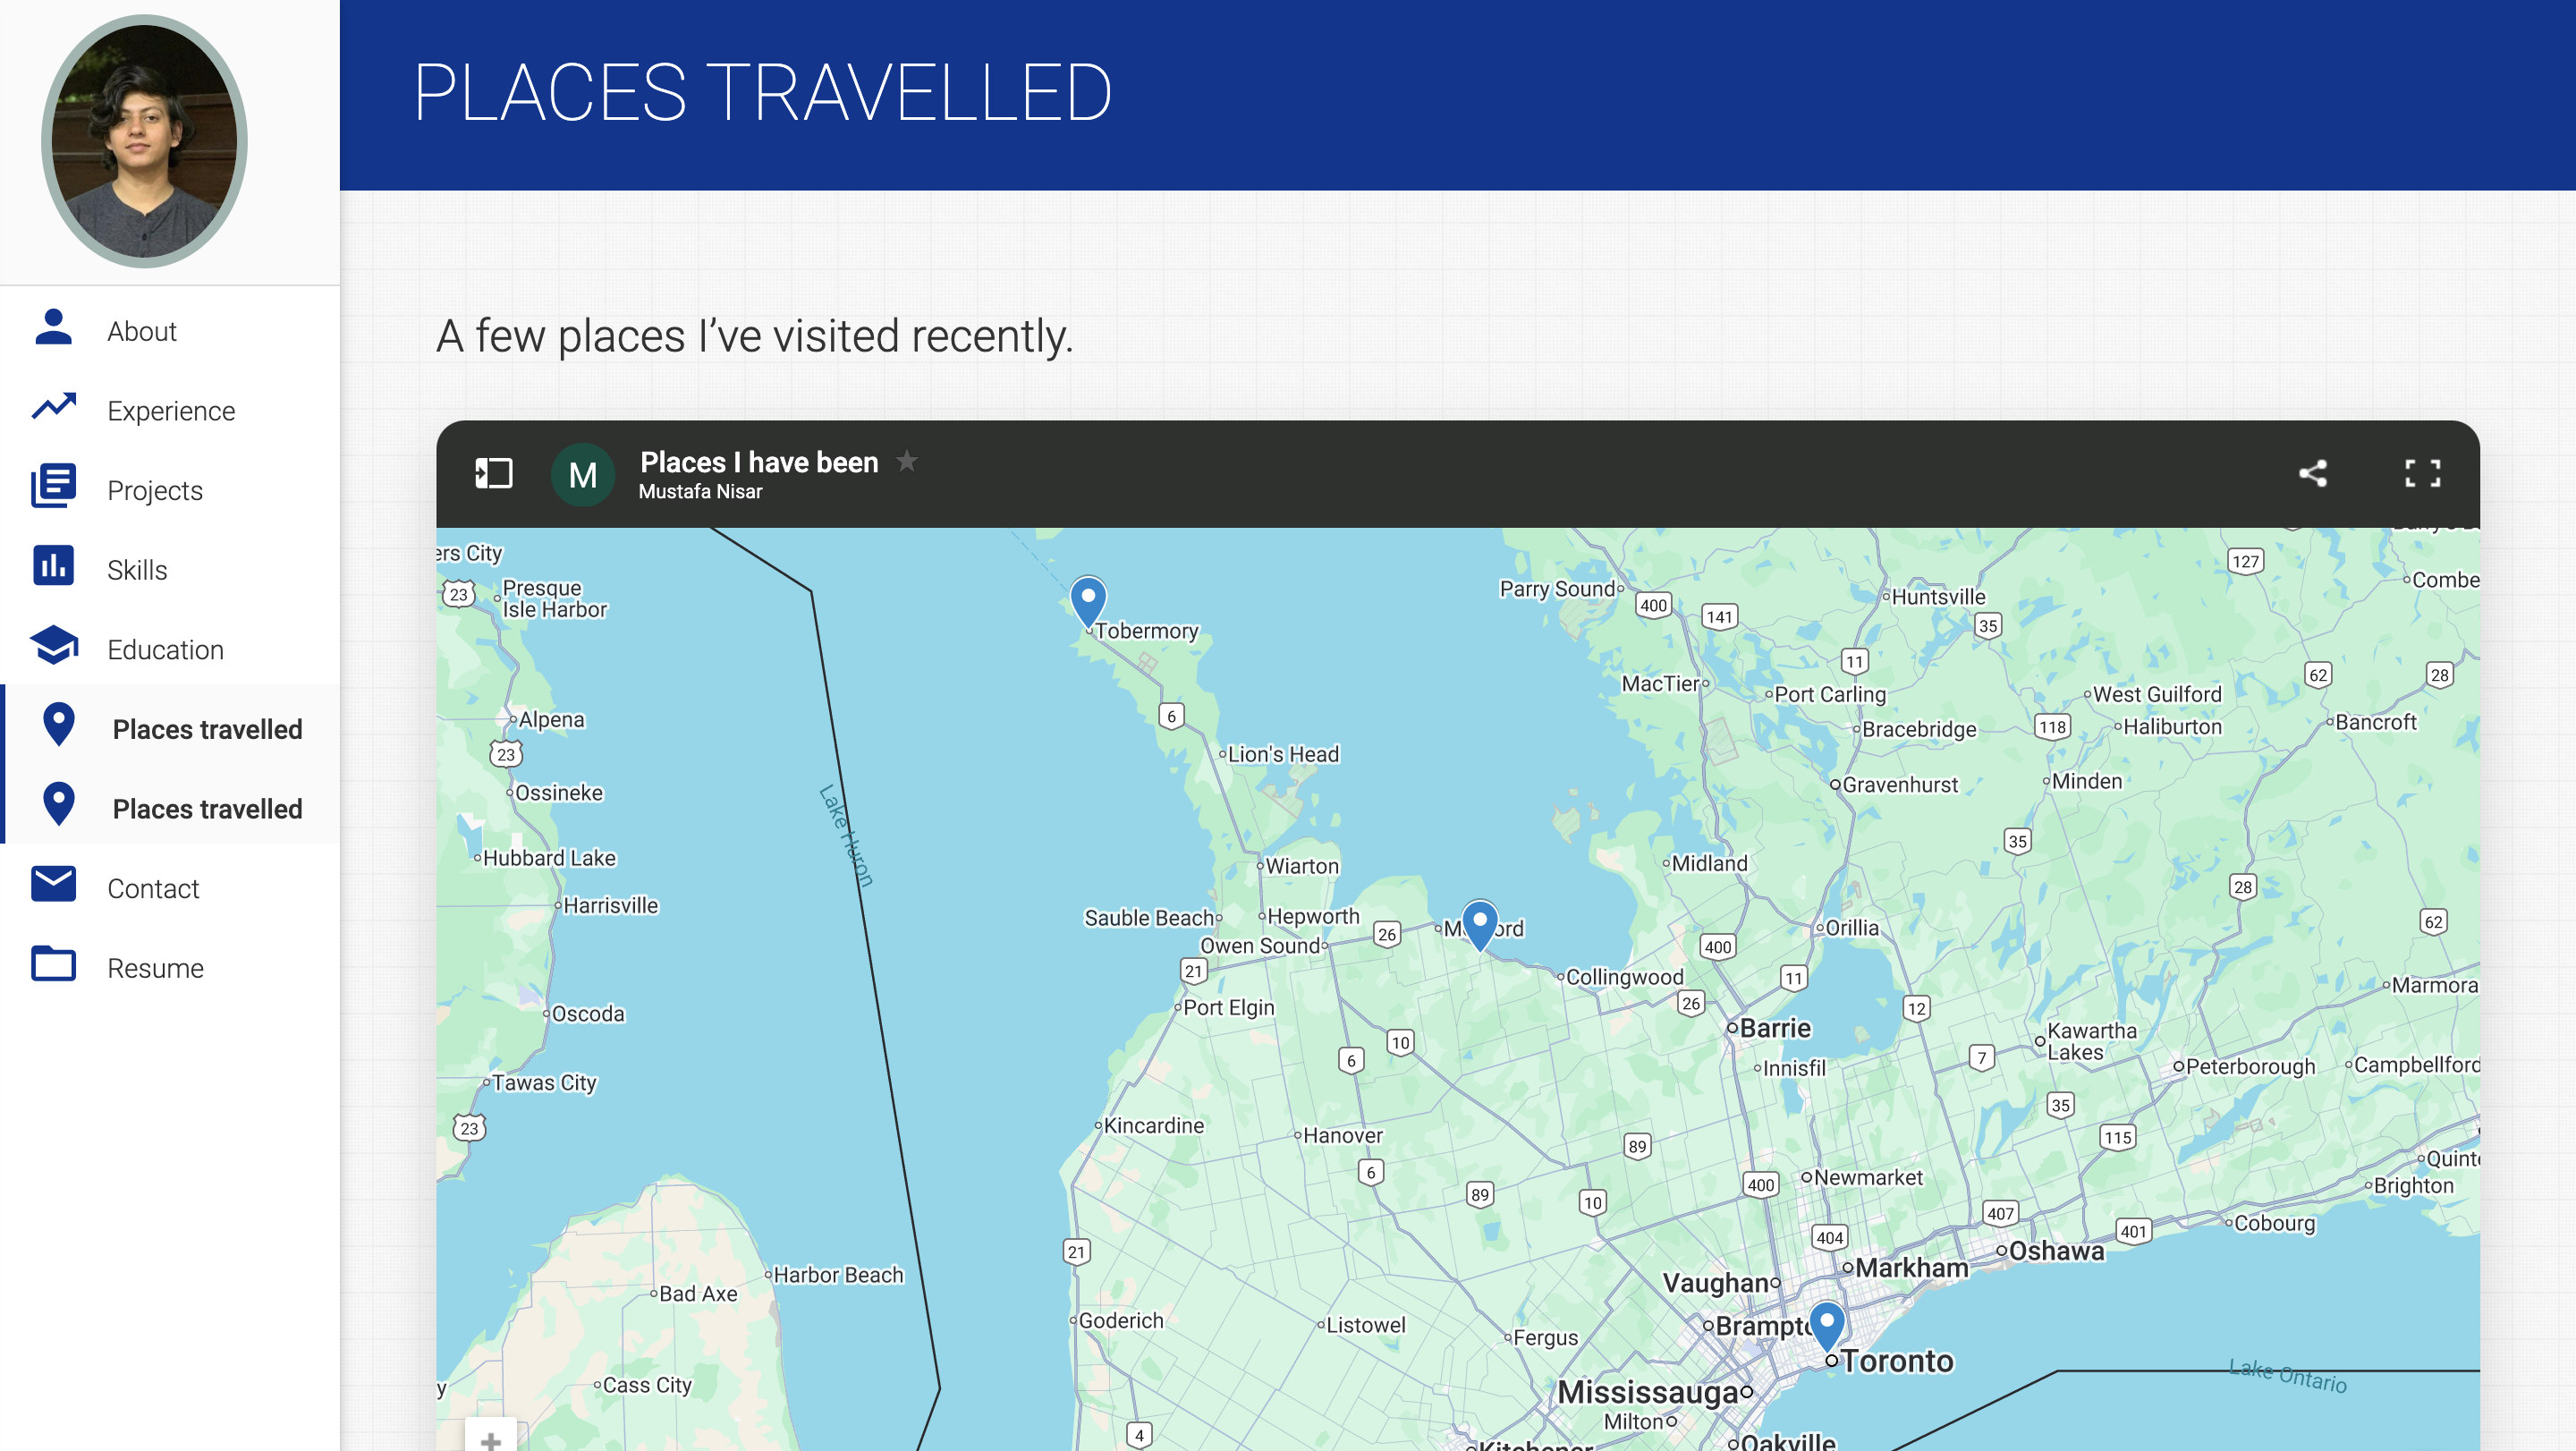 PLACES TRAVELLED
About
Experience
Projects
Skills
Education
Places travelled
Places travelled
Contact
Resume
A few places I’ve visited recently.
M
Places I have been
Mustafa Nisar
ers City
23
Presque
Isle Harbor
Alpena
23
Ossineke
Hubbard Lake
Harrisville
Oscoda
Tawas City
23
Harbor Beach
Bad Axe
Cass City
y
Lake Huron
Tobermory
6
Lion's Head
Wiarton
Sauble Beach
Hepworth
Owen Sound
26
21
Port Elgin
Collingwood
26
10
6
Kincardine
Hanover
6
89
89
10
21
Goderich
Listowel
Fergus
4
Parry Sound
400
141
Huntsville
35
127
Combe
11
62
28
MacTier
Port Carling
West Guilford
Bracebridge
118
Haliburton
Bancroft
Gravenhurst
Minden
35
Midland
28
62
Orillia
400
11
12
Marmora
Barrie
Kawartha
Lakes
7
Innisfil
Peterborough
Campbellford
35
115
Newmarket
400
Quinte
Brighton
407
401
Cobourg
404
Oshawa
Markham
Vaughan
Toronto
Mississauga
Milton
Oakville
Kitchener
Lake Ontario